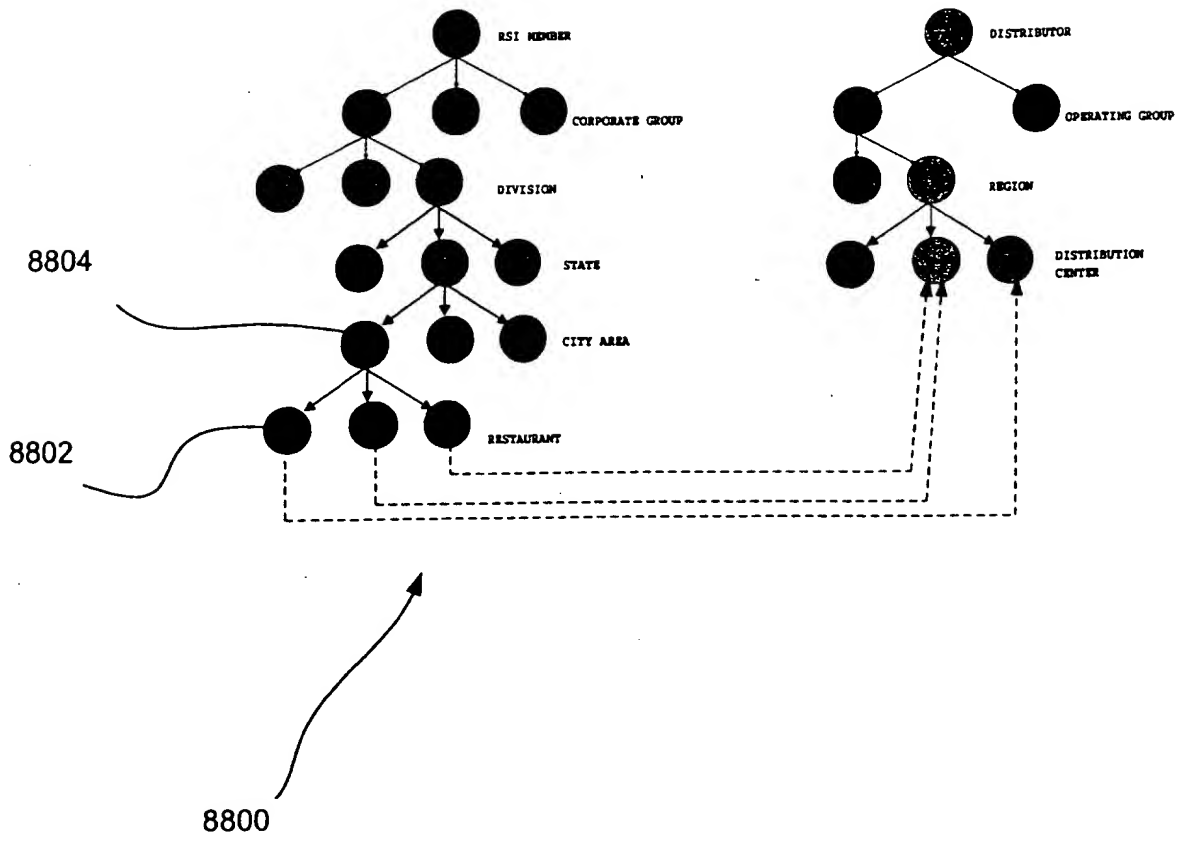 RSI MEMBER
DISTRIBUTOR
CORPORATE GROUP
OPERATING GROUP
DIVISION
REGION
8804
STATE
DISTRIBUTION
CENTER
CITY AREA
8802
RESTAURANT
8800